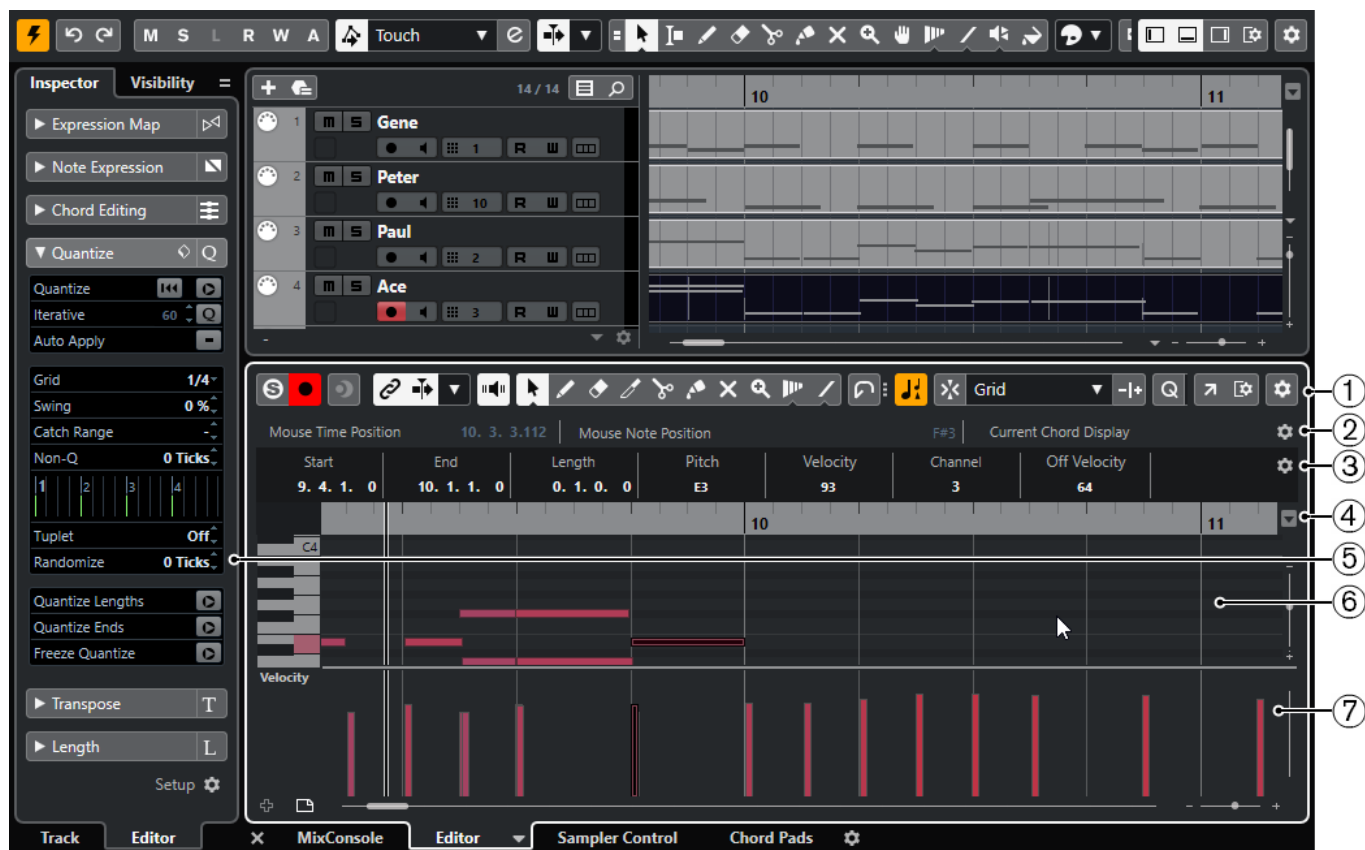 M S L R W A Touch
Inspector Visibility
14 / 14
10 11
Expression Map
1 m S Gene
1 R W
Note Expression
2 m S Peter
10 R W
Chord Editing
3 m S Paul
2 R W
Quantize Q
4 m S Ace
3 R W
Quantize
Iterative 60 Q
Auto Apply
Grid 1/4
Swing 0 %
Catch Range -
Non-Q 0 Ticks
1 2 3 4
Tuplet Off
Randomize 0 Ticks
Quantize Lengths
Quantize Ends
Freeze Quantize
Transpose T
Length L
Setup
S Grid Q 1
Mouse Time Position 10. 3. 3.112 Mouse Note Position F#3 Current Chord Display 2
Start End Length Pitch Velocity Channel Off Velocity 3
9. 4. 1. 0 10. 1. 1. 0 0. 1. 0. 0 E3 93 3 64
10 11 4
C4
5
6
Velocity
7
Track Editor MixConsole Editor Sampler Control Chord Pads